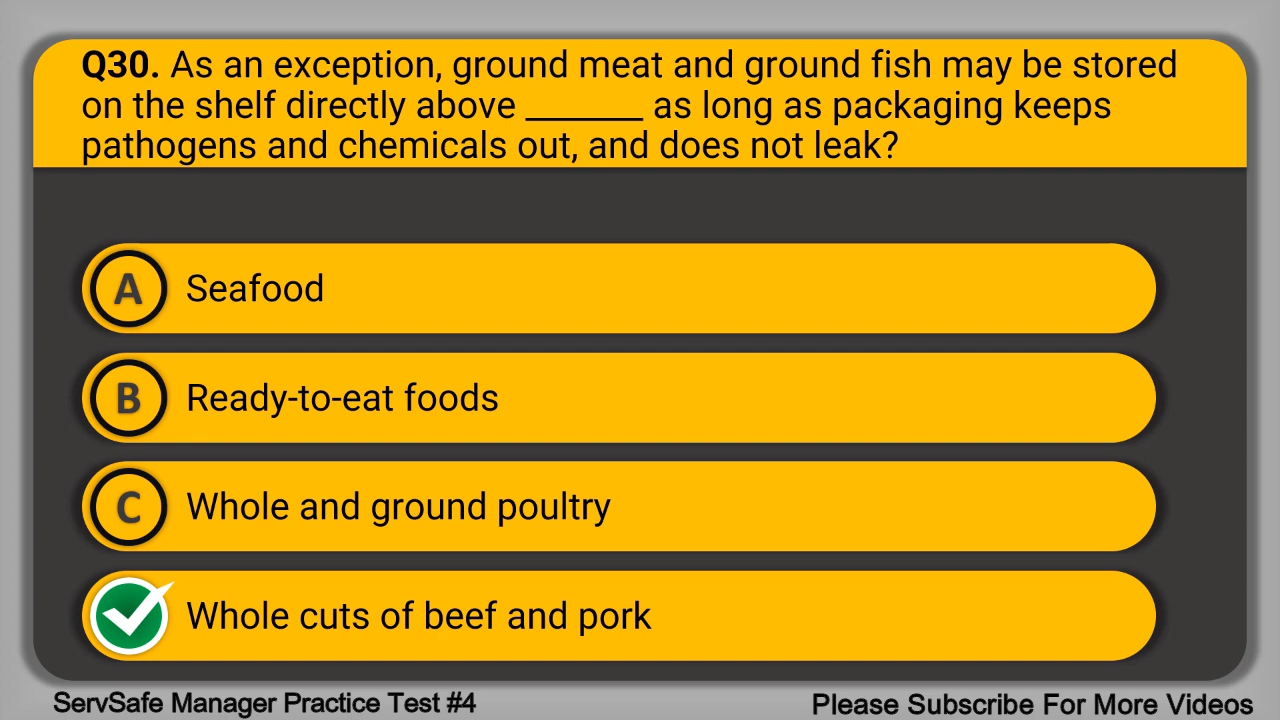 Q30. As an exception, ground meat and ground fish may be stored
on the shelf directly above ______ as long as packaging keeps
pathogens and chemicals out, and does not leak?
A Seafood
B Ready-to-eat foods
C Whole and ground poultry
Whole cuts of beef and pork
ServSafe Manager Practice Test #4
Please Subscribe For More Videos